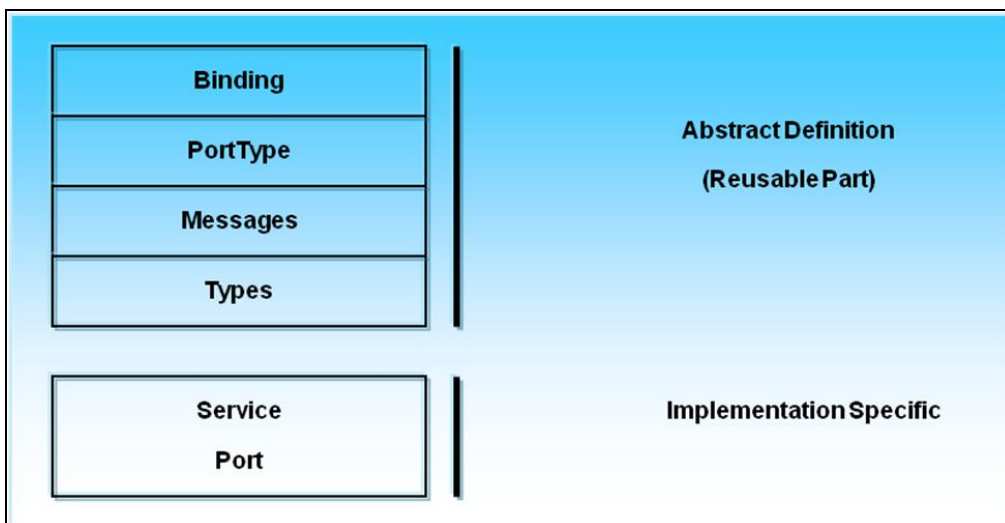 Binding
PortType
Messages
Types
Abstract Definition
(Reusable Part)
Service
Port
Implementation Specific